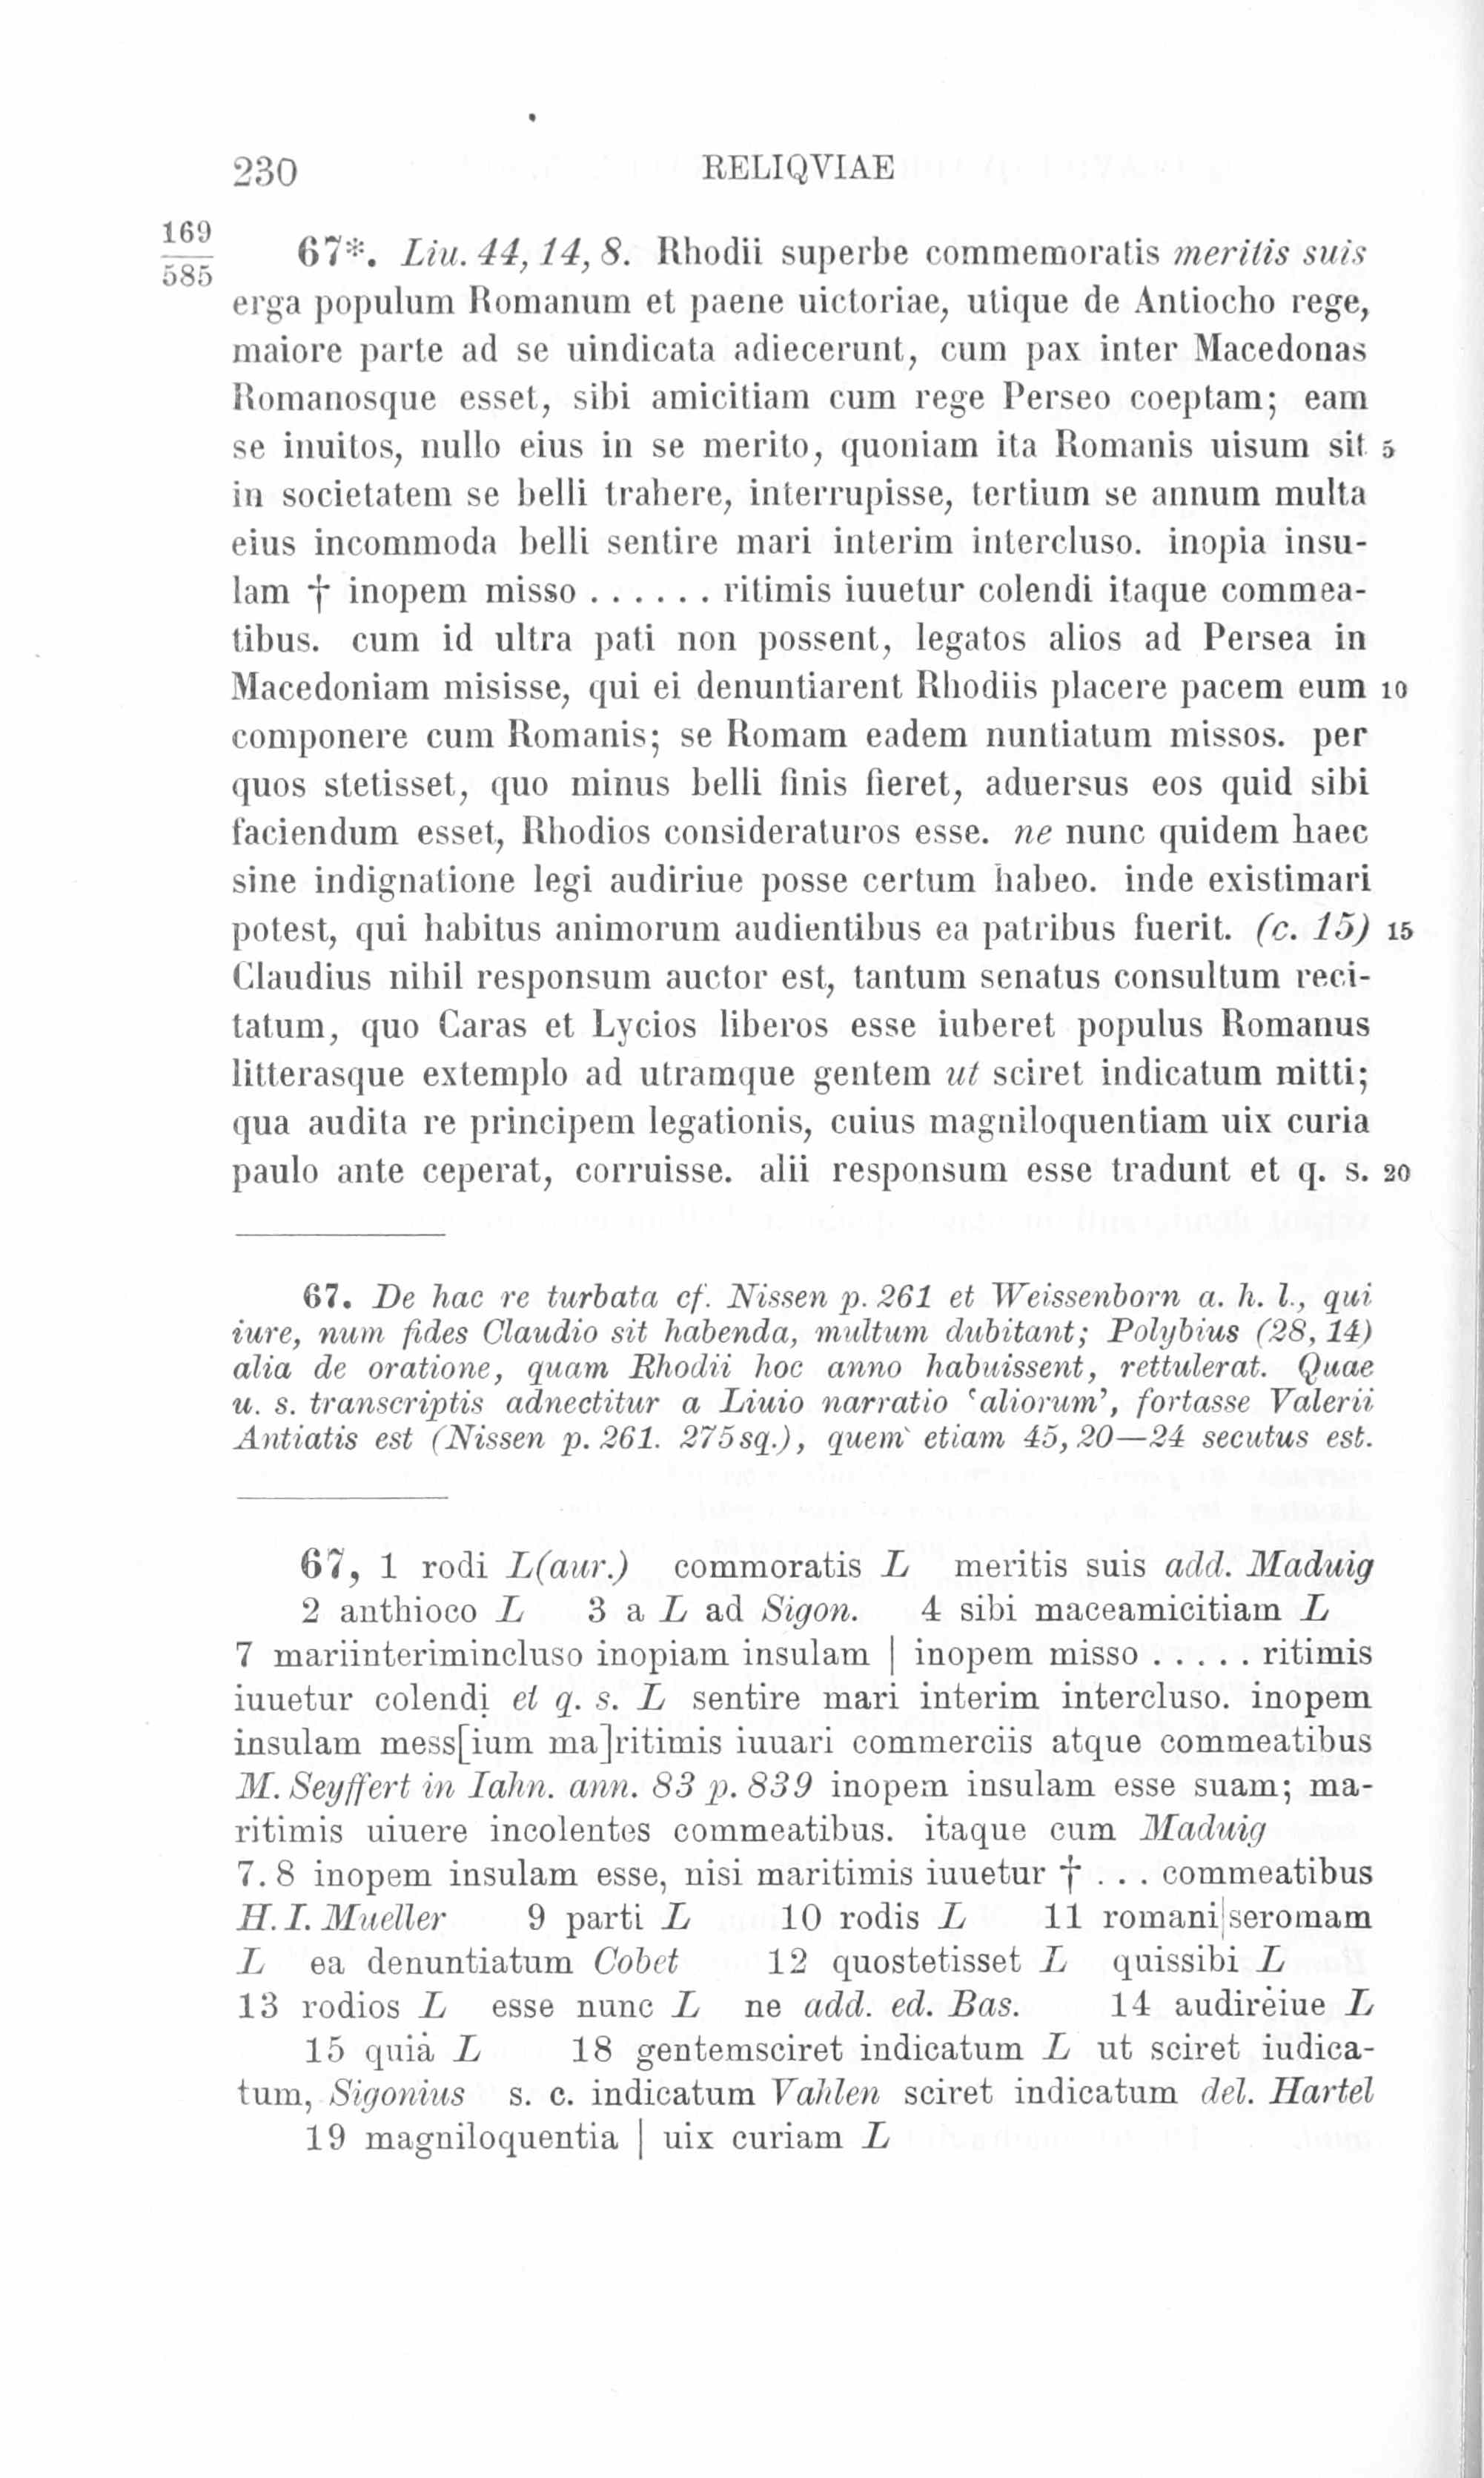 230 RELIQVIAE
169
585
67*. Liu. 44, 14, 8. Rhodii superbe commemoratis meritis suis
erga populum Romanum et paene uictoriae, utique de Antiocho rege,
maiore parte ad se uindicata adiecerunt, cum pax inter Macedonas
Romanosque esset, sibi amicitiam cum rege Perseo coeptam; eam
se inuitos, nullo eius in se merito, quoniam ita Romanis uisum sit 5
in societatem se belli trahere, interrupisse, tertium se annum multa
eius incommoda belli sentire mari interim intercluso. inopia insu-
lam † inopem misso . . . . . . ritimis iuuetur colendi itaque commea-
tibus. cum id ultra pati non possent, legatos alios ad Persea in
Macedoniam misisse, qui ei denuntiarent Rhodiis placere pacem eum 10
componere cum Romanis; se Romam eadem nuntiatum missos. per
quos stetisset, quo minus belli finis fieret, aduersus eos quid sibi
faciendum esset, Rhodios consideraturos esse. ne nunc quidem haec
sine indignatione legi audiriue posse certum habeo. inde existimari
potest, qui habitus animorum audientibus ea patribus fuerit. (c. 15) 15
Claudius nihil responsum auctor est, tantum senatus consultum reci-
tatum, quo Caras et Lycios liberos esse iuberet populus Romanus
litterasque extemplo ad utramque gentem ut sciret indicatum mitti;
qua audita re principem legationis, cuius magniloquentiam uix curia
paulo ante ceperat, corruisse. alii responsum esse tradunt et q. s. 20
67. De hac re turbata cf. Nissen p. 261 et Weissenborn a. h. l., qui
iure, num fides Claudio sit habenda, multum dubitant; Polybius (28, 14)
alia de oratione, quam Rhodii hoc anno habuissent, rettulerat. Quae
u. s. transcriptis adnectitur a Liuio narratio ‘aliorum’, fortasse Valerii
Antiatis est (Nissen p. 261. 275 sq.), quem etiam 45, 20—24 secutus est.
67, 1 rodi L(aur.) commoratis L meritis suis add. Maduig
2 anthioco L 3 a L ad Sigon. 4 sibi maceamicitiam L
7 mariinterimincluso inopiam insulam | inopem misso . . . . . ritimis
iuuetur colendị et q. s. L sentire mari interim intercluso. inopem
insulam mess[ium ma]ritimis iuuari commerciis atque commeatibus
M. Seyffert in Iahn. ann. 83 p. 839 inopem insulam esse suam; ma-
ritimis uiuere incolentes commeatibus. itaque cum Maduig
7. 8 inopem insulam esse, nisi maritimis iuuetur † . . . commeatibus
H. I. Mueller 9 parti L 10 rodis L 11 romani|seromam
L ea denuntiatum Cobet 12 quostetisset L quissibi L
13 rodios L esse nunc L ne add. ed. Bas. 14 audirėiue L
15 quiȧ L 18 gentemsciret indicatum L ut sciret iudica-
tum, Sigonius s. c. indicatum Vahlen sciret indicatum del. Hartel
19 magniloquentia | uix curiam L